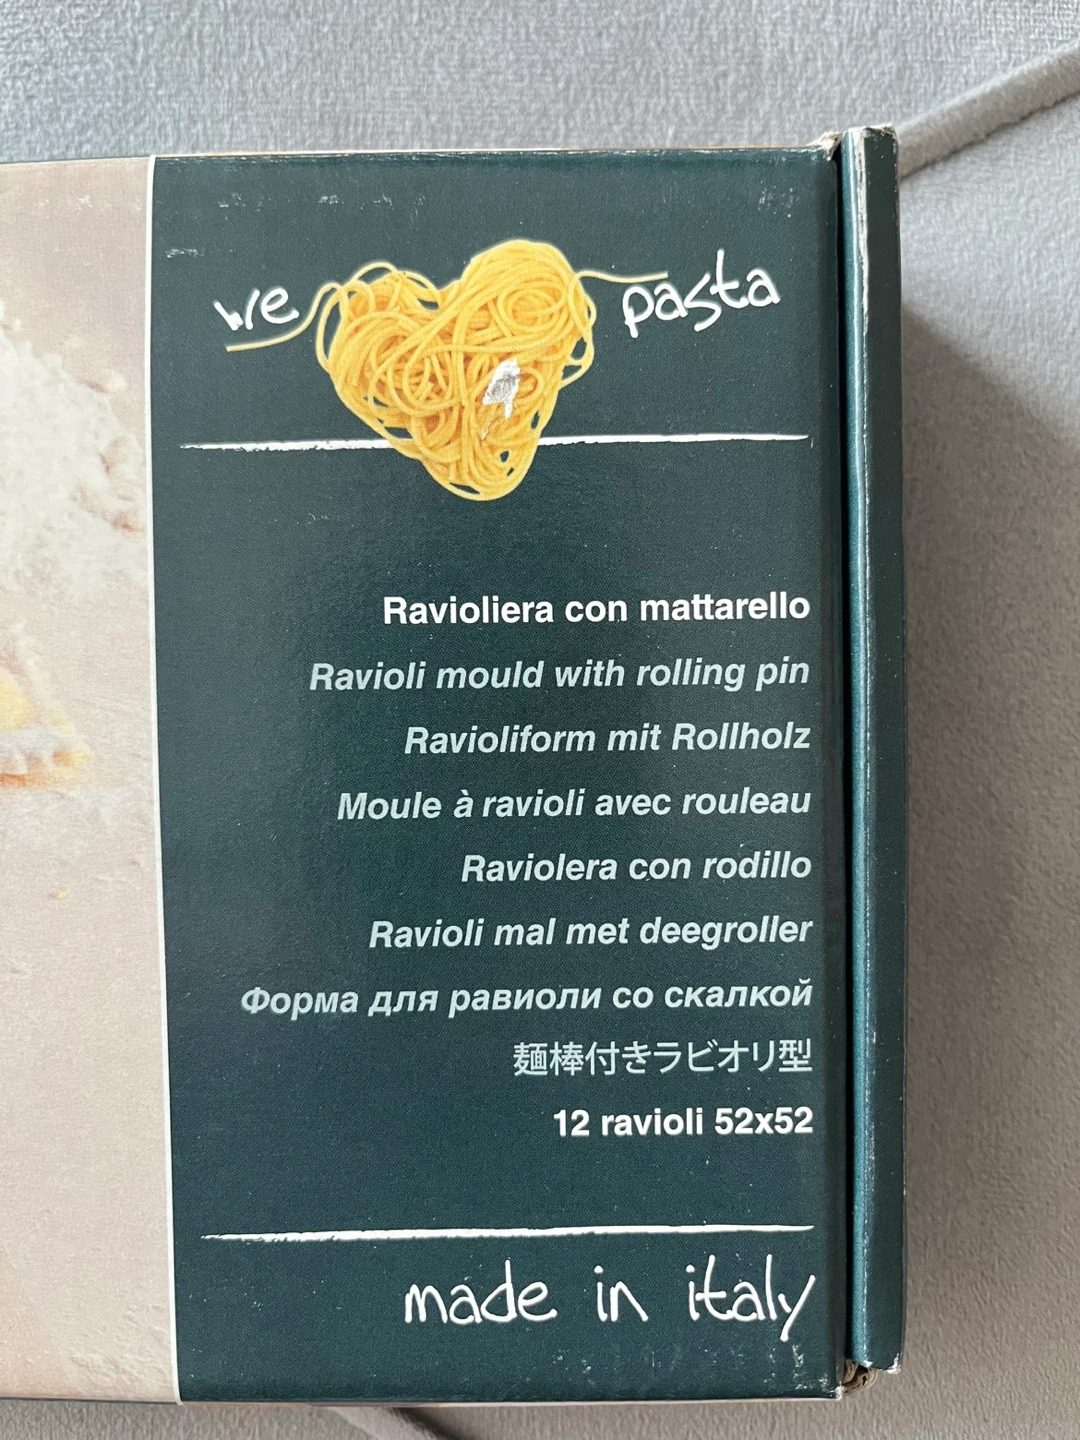 we pasta
Ravioliera con mattarello
Ravioli mould with rolling pin
Ravioliform mit Rollholz
Moule à ravioli avec rouleau
Raviolera con rodillo
Ravioli mal met deegroller
Форма для равиоли со скалкой
麺棒付きラビオリ型
12 ravioli 52x52
made in italy